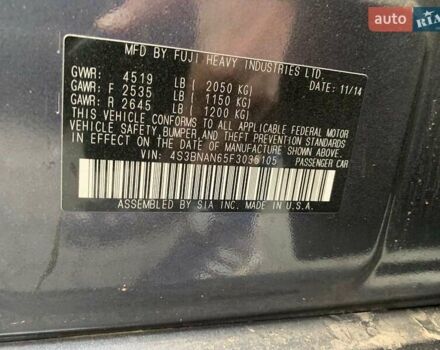 auto RIA
MFD BY FUJI HEAVY INDUSTRIES LTD.
DATE: 11/14
GVWR: 4519 LB ( 2050 KG)
GAWR: F 2535 LB ( 1150 KG)
GAWR: R 2645 LB ( 1200 KG)
THIS VEHICLE CONFORMS TO ALL APPLICABLE FEDERAL MOTOR
VEHICLE SAFETY, BUMPER, AND THEFT PREVENTION
STANDARDS IN EFFECT ON THE DATE OF
MANUFACTURE SHOWN ABOVE.
VIN: 4S3BNAN65F3035105 PASSENGER CAR
ASSEMBLED BY SIA INC. MADE IN U.S.A.